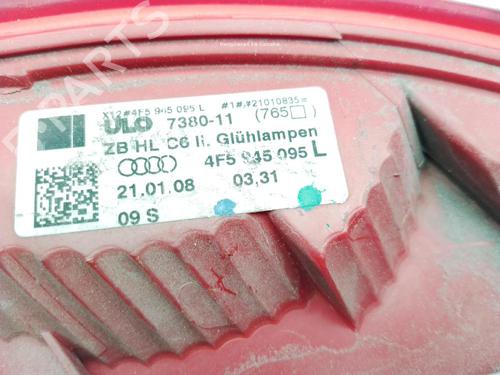 PARTS
X12#4F5 945 095 L #1#,#21010835=
ULO 7380-11 (765□)
ZB HL C6 li. Glühlampen
4F5 945 095 L
21.01.08 03,31
09 S